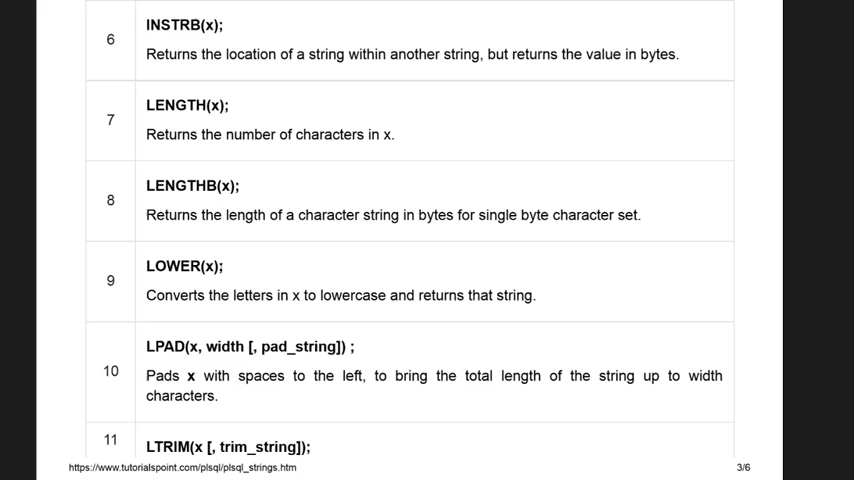 6
INSTRB(x);
Returns the location of a string within another string, but returns the value in bytes.
7
LENGTH(x);
Returns the number of characters in x.
8
LENGTHB(x);
Returns the length of a character string in bytes for single byte character set.
9
LOWER(x);
Converts the letters in x to lowercase and returns that string.
10
LPAD(x, width [, pad_string]) ;
Pads x with spaces to the left, to bring the total length of the string up to width
characters.
11
LTRIM(x [, trim_string]);
https://www.tutorialspoint.com/plsql/plsql_strings.htm
3/6